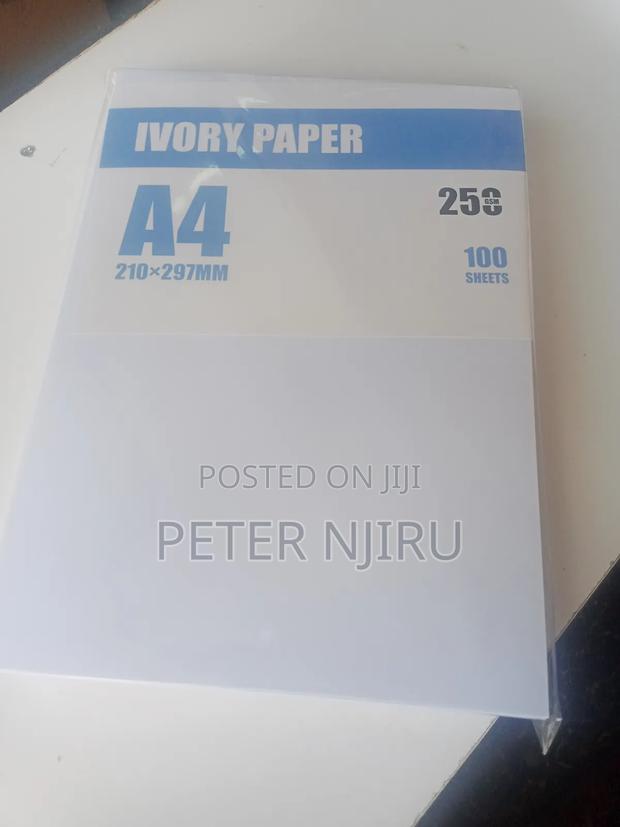 IVORY PAPER
A4
210×297MM
250
GSM
100
SHEETS
POSTED ON JIJI
PETER NJIRU